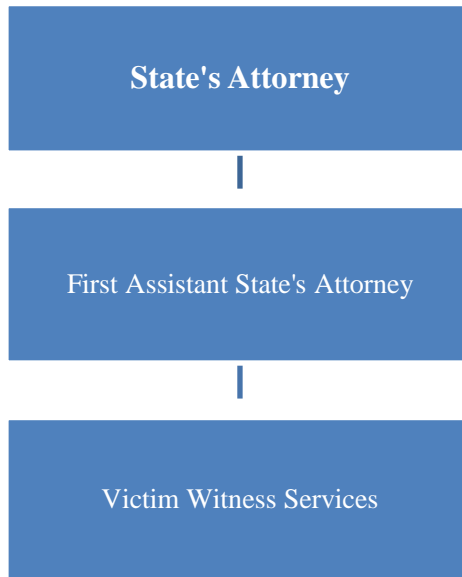 State's Attorney
First Assistant State's Attorney
Victim Witness Services